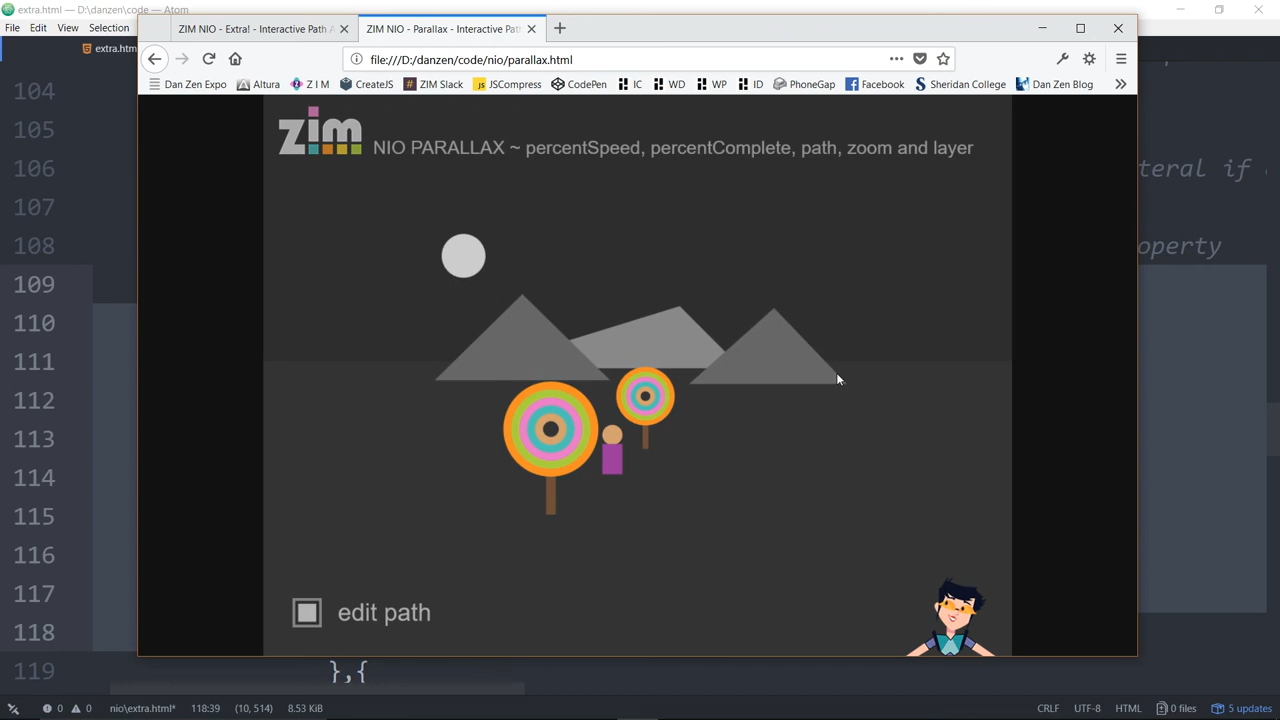 extra.html — D:\danzen\code — Atom
File Edit View Selection
extra.htm
ZIM NIO - Extra! - Interactive Path A
ZIM NIO - Parallax - Interactive Pat
file:///D:/danzen/code/nio/parallax.html
Dan Zen Expo Altura Z I M CreateJS ZIM Slack JSCompress CodePen IC WD WP ID PhoneGap Facebook Sheridan College Dan Zen Blog
zim
NIO PARALLAX ~ percentSpeed, percentComplete, path, zoom and layer
104
105
106 teral if
107
108 operty
109
110
111
112
113
114
115
116
117
118
edit path
119 },{
0 0 nio\extra.html* 118:39 (10, 514) 8.53 KiB CRLF UTF-8 HTML 0 files 5 updates